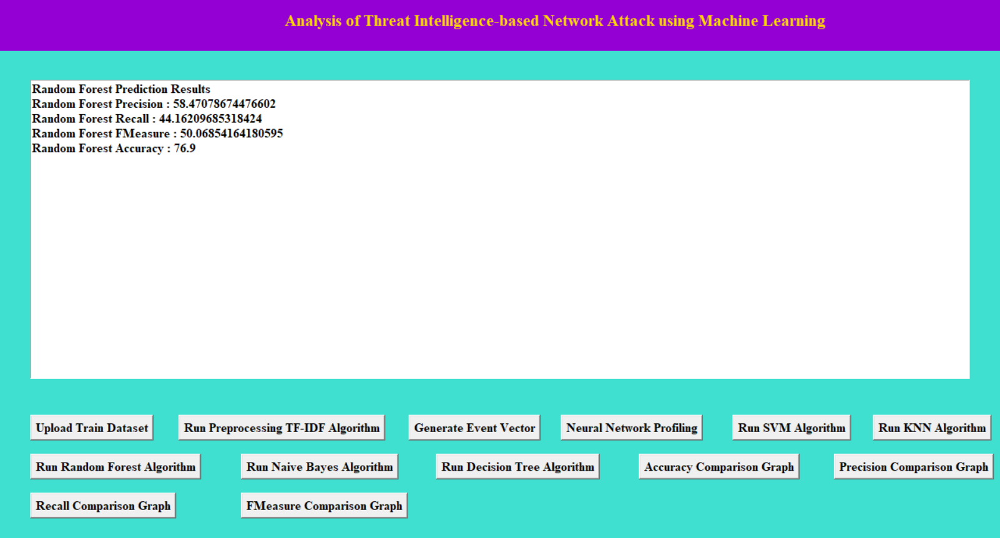 Analysis of Threat Intelligence-based Network Attack using Machine Learning
Random Forest Prediction Results
Random Forest Precision : 58.47078674476602
Random Forest Recall : 44.16209685318424
Random Forest FMeasure : 50.06854164180595
Random Forest Accuracy : 76.9
Upload Train Dataset
Run Preprocessing TF-IDF Algorithm
Generate Event Vector
Neural Network Profiling
Run SVM Algorithm
Run KNN Algorithm
Run Random Forest Algorithm
Run Naive Bayes Algorithm
Run Decision Tree Algorithm
Accuracy Comparison Graph
Precision Comparison Graph
Recall Comparison Graph
FMeasure Comparison Graph